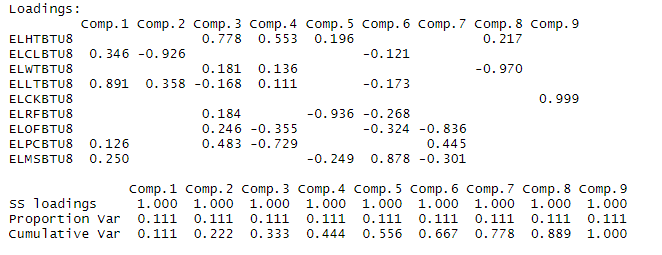 Loadings:
Comp.1 Comp.2 Comp.3 Comp.4 Comp.5 Comp.6 Comp.7 Comp.8 Comp.9
ELHTBTU8 0.778 0.553 0.196 0.217
ELCLBTU8 0.346 -0.926 -0.121
ELWTBTU8 0.181 0.136 -0.970
ELLTBTU8 0.891 0.358 -0.168 0.111 -0.173
ELCKBTU8 0.999
ELRFBTU8 0.184 -0.936 -0.268
ELOFBTU8 0.246 -0.355 -0.324 -0.836
ELPCBTU8 0.126 0.483 -0.729 0.445
ELMSBTU8 0.250 -0.249 0.878 -0.301
Comp.1 Comp.2 Comp.3 Comp.4 Comp.5 Comp.6 Comp.7 Comp.8 Comp.9
SS loadings 1.000 1.000 1.000 1.000 1.000 1.000 1.000 1.000 1.000
Proportion Var 0.111 0.111 0.111 0.111 0.111 0.111 0.111 0.111 0.111
Cumulative Var 0.111 0.222 0.333 0.444 0.556 0.667 0.778 0.889 1.000